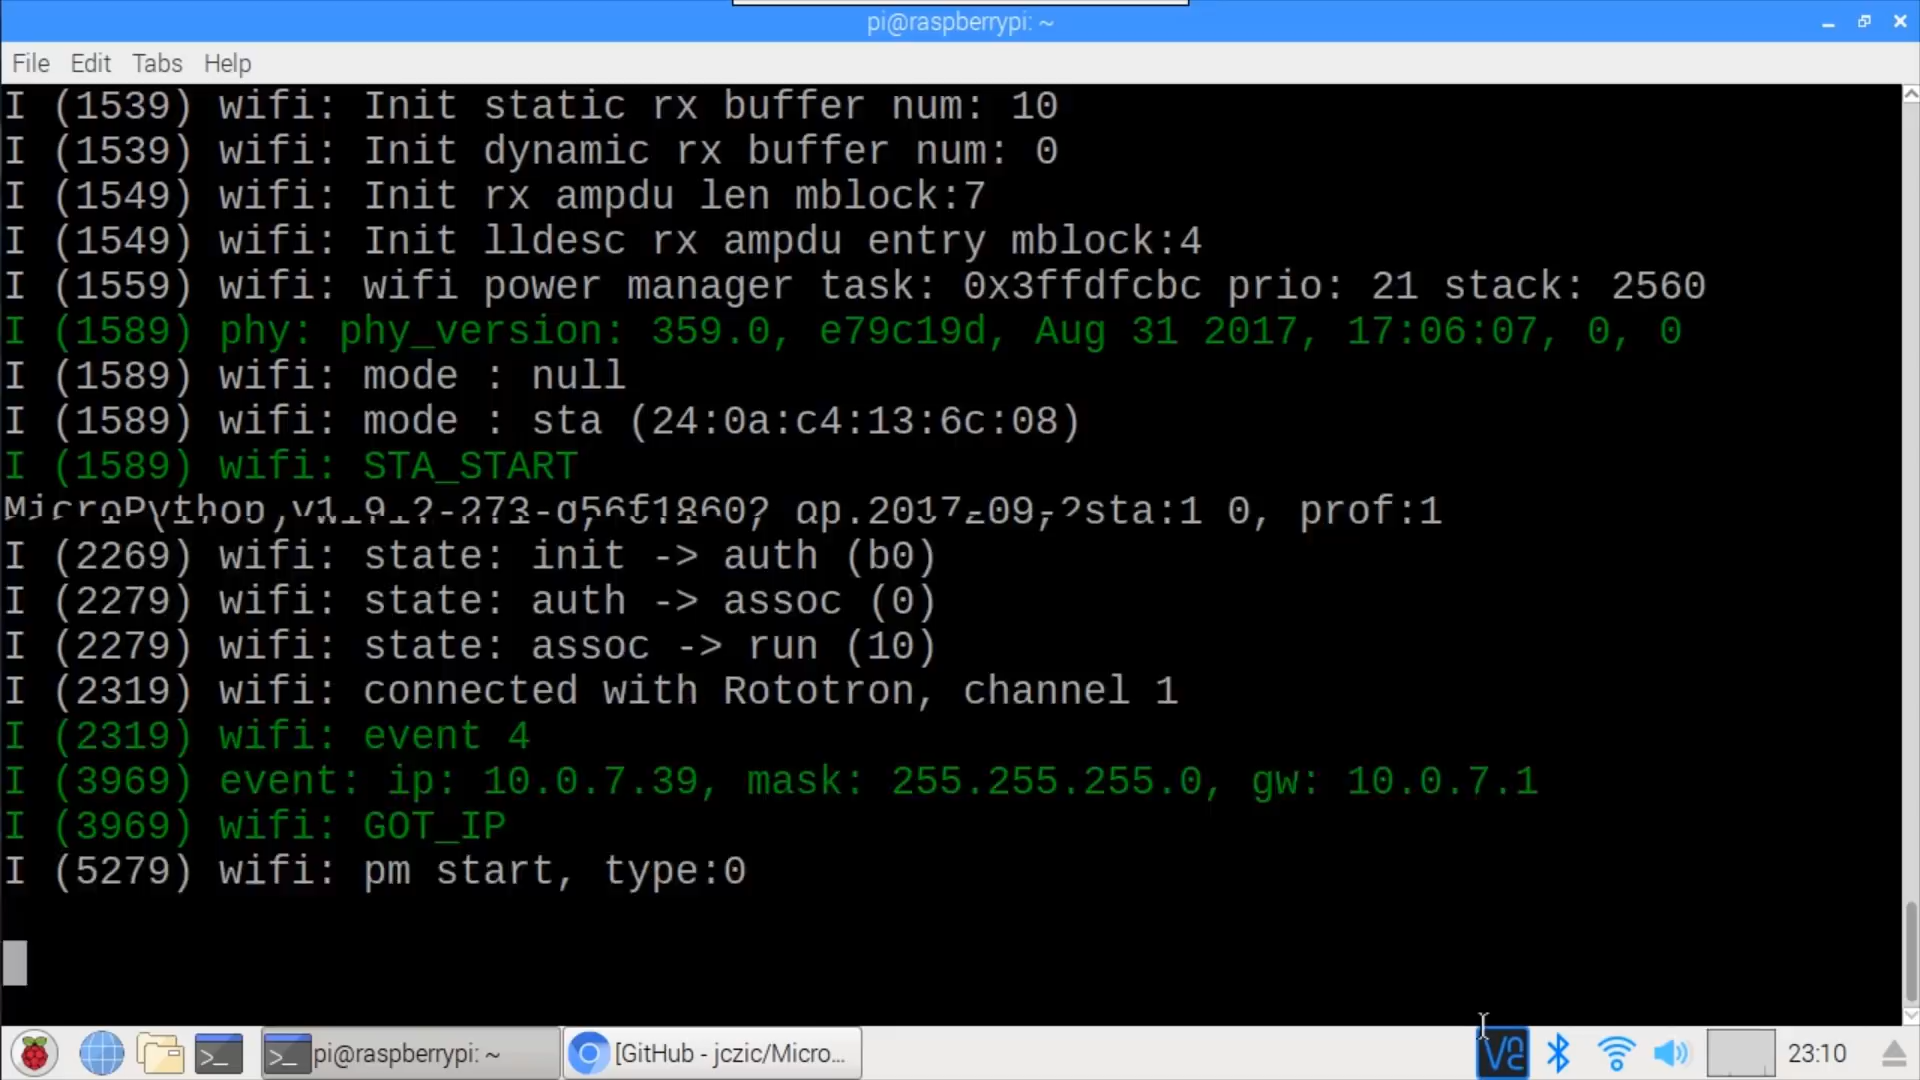 pi@raspberrypi: ~
File Edit Tabs Help
I (1539) wifi: Init static rx buffer num: 10
I (1539) wifi: Init dynamic rx buffer num: 0
I (1549) wifi: Init rx ampdu len mblock:7
I (1549) wifi: Init lldesc rx ampdu entry mblock:4
I (1559) wifi: wifi power manager task: 0x3ffdfcbc prio: 21 stack: 2560
I (1589) phy: phy_version: 359.0, e79c19d, Aug 31 2017, 17:06:07, 0, 0
I (1589) wifi: mode : null
I (1589) wifi: mode : sta (24:0a:c4:13:6c:08)
I (1589) wifi: STA_START
sta:1 0, prof:1
I (2269) wifi: state: init -> auth (b0)
I (2279) wifi: state: auth -> assoc (0)
I (2279) wifi: state: assoc -> run (10)
I (2319) wifi: connected with Rototron, channel 1
I (2319) wifi: event 4
I (3969) event: ip: 10.0.7.39, mask: 255.255.255.0, gw: 10.0.7.1
I (3969) wifi: GOT_IP
I (5279) wifi: pm start, type:0
pi@raspberrypi: ~ [GitHub - jczic/Micro... 23:10